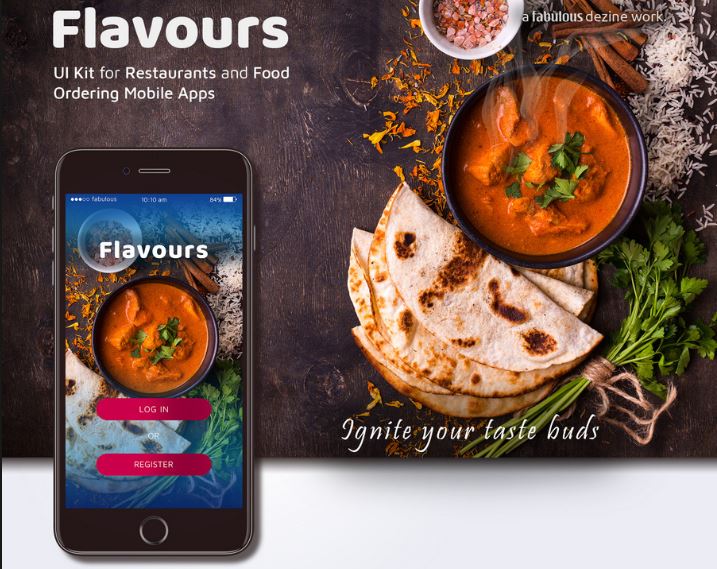 Flavours
a fabulous dezine work.
UI Kit for Restaurants and Food
Ordering Mobile Apps
fabulous 10:10 am 84%
Flavours
LOG IN
OR
REGISTER
Ignite your taste buds